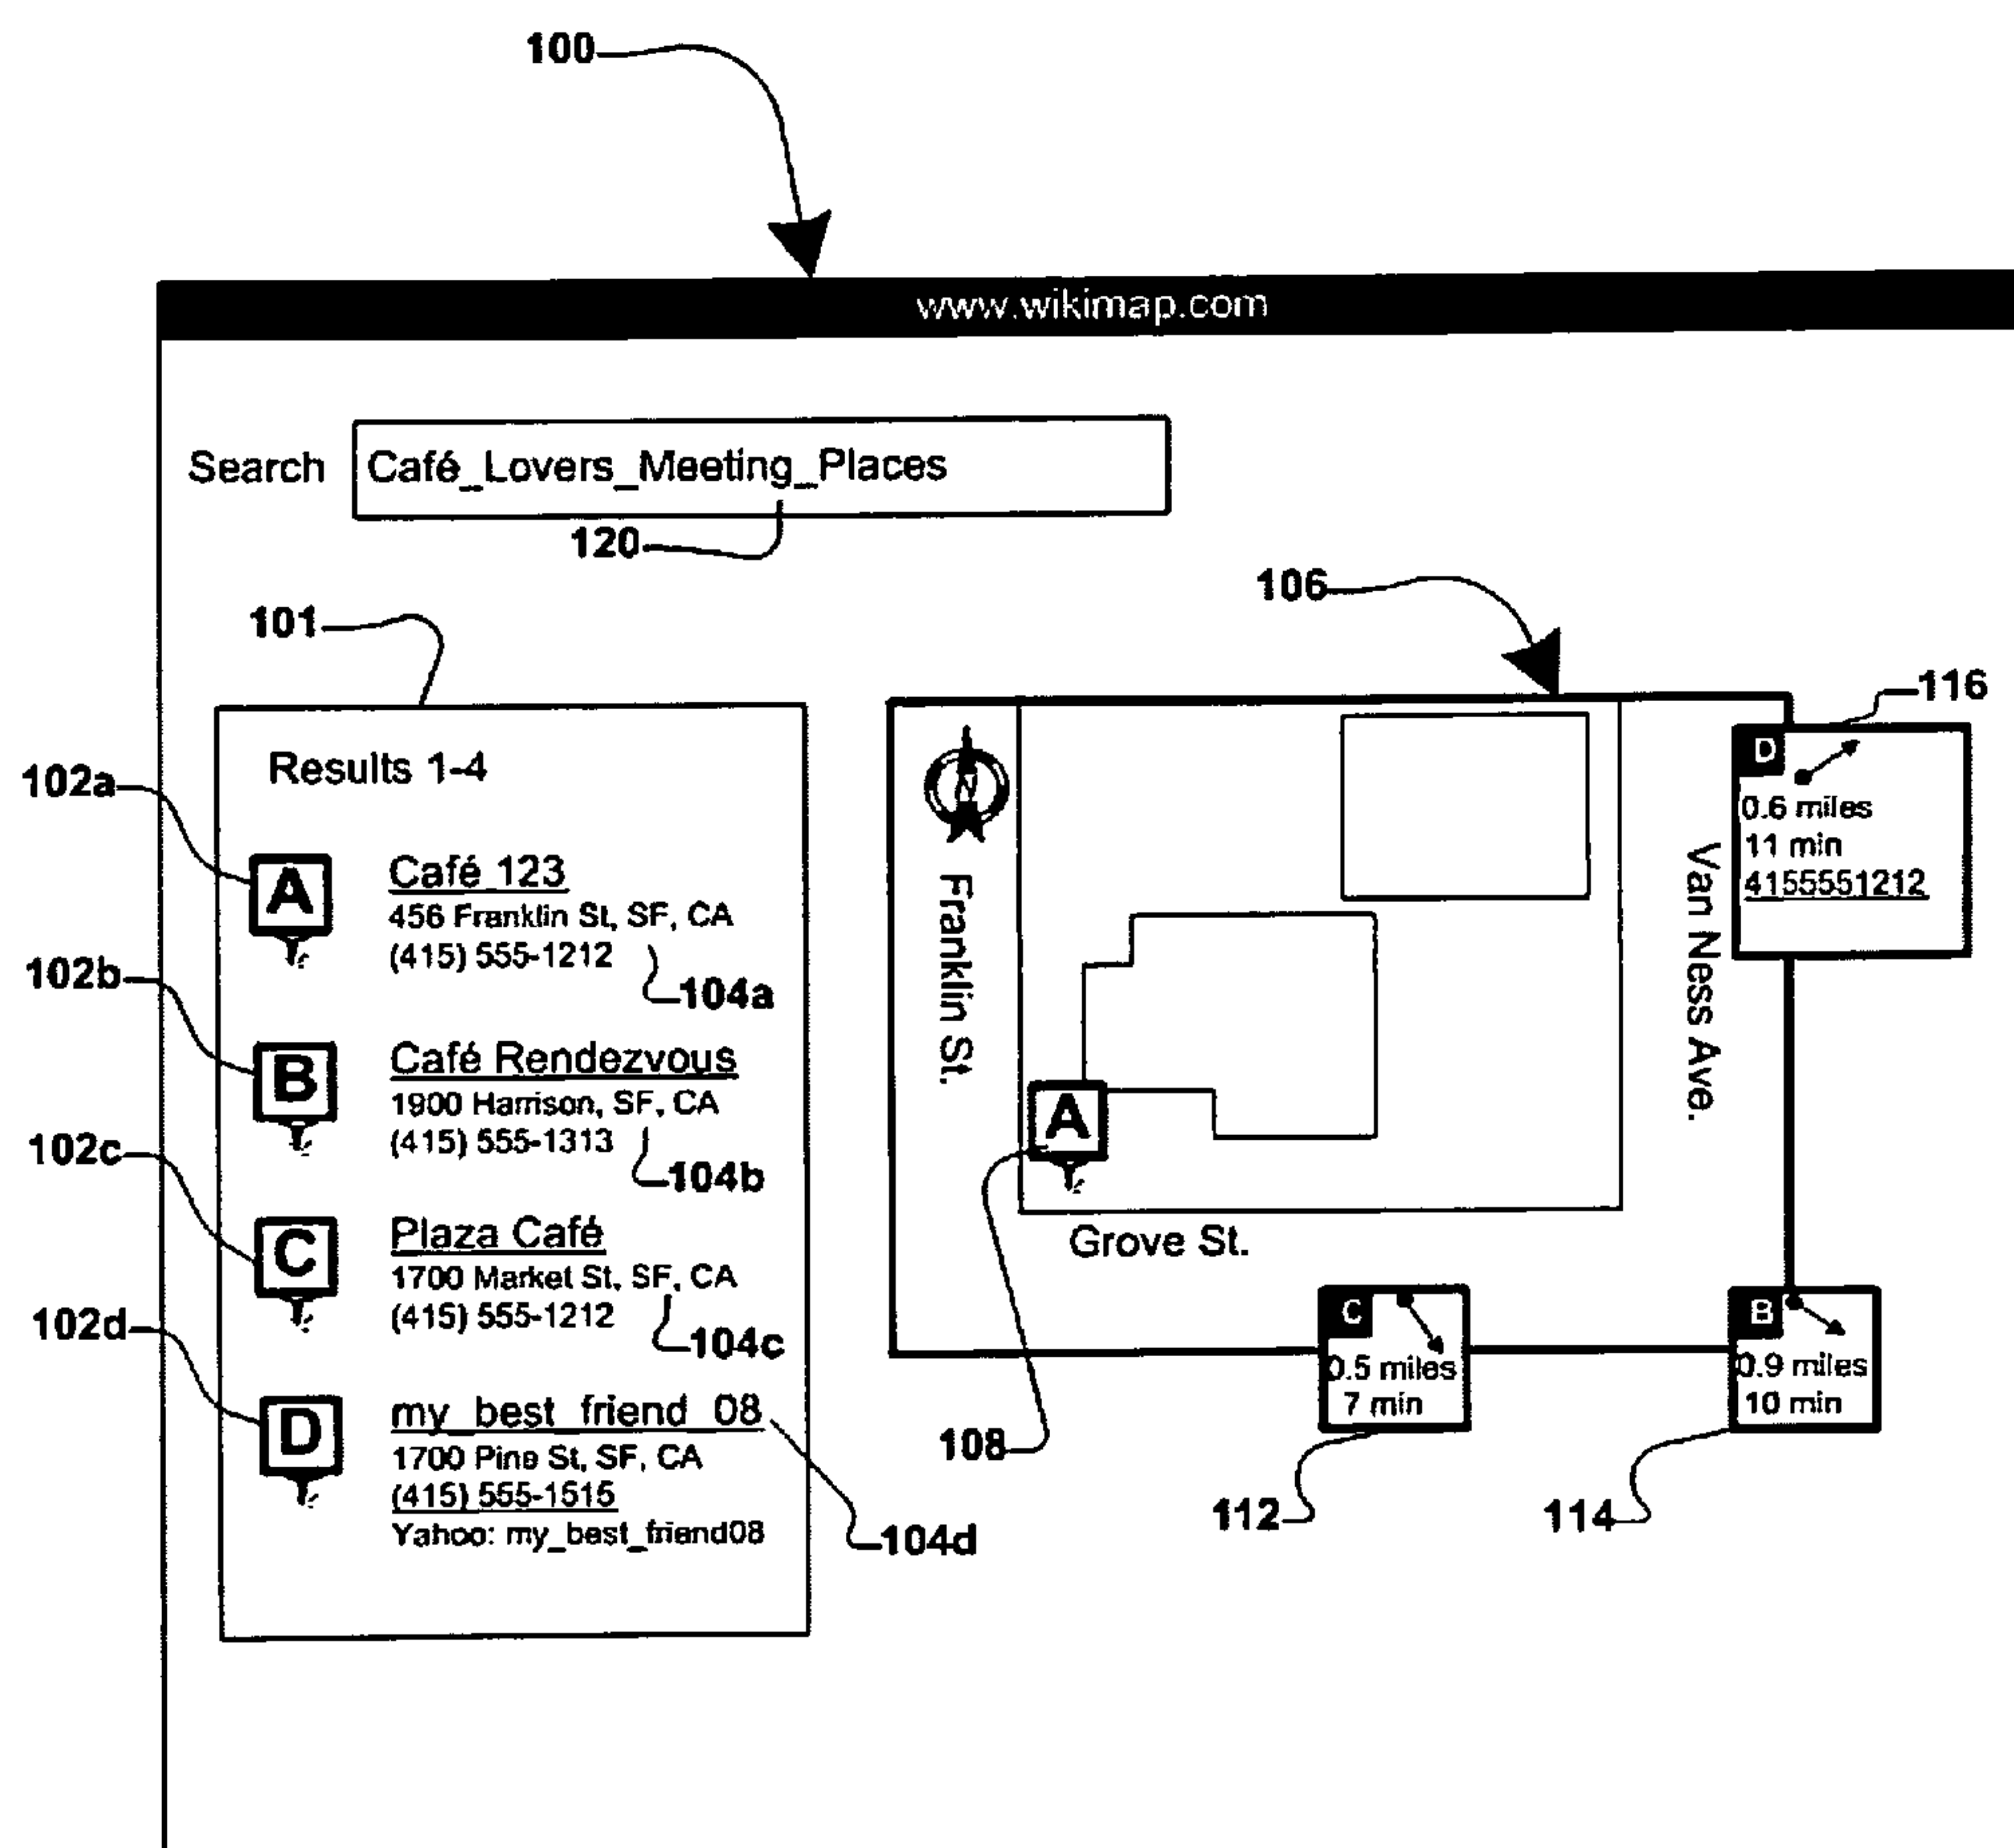 100
www.wikimap.com
Search
Café_Lovers_Meeting_Places
120
106
101
116
Results 1-4
102a
A
Café 123
456 Franklin St, SF, CA
(415) 555-1212
104a
102b
B
Café Rendezvous
1900 Harrison, SF, CA
(415) 555-1313
104b
102c
C
Plaza Café
1700 Market St, SF, CA
(415) 555-1212
104c
102d
D
my_best_friend_08
1700 Pine St, SF, CA
(415) 555-1515
Yahoo: my_best_friend08
104d
N
Franklin St.
A
Grove St.
108
Van Ness Ave.
D
0.6 miles
11 min
4155551212
C
0.5 miles
7 min
112
B
0.9 miles
10 min
114